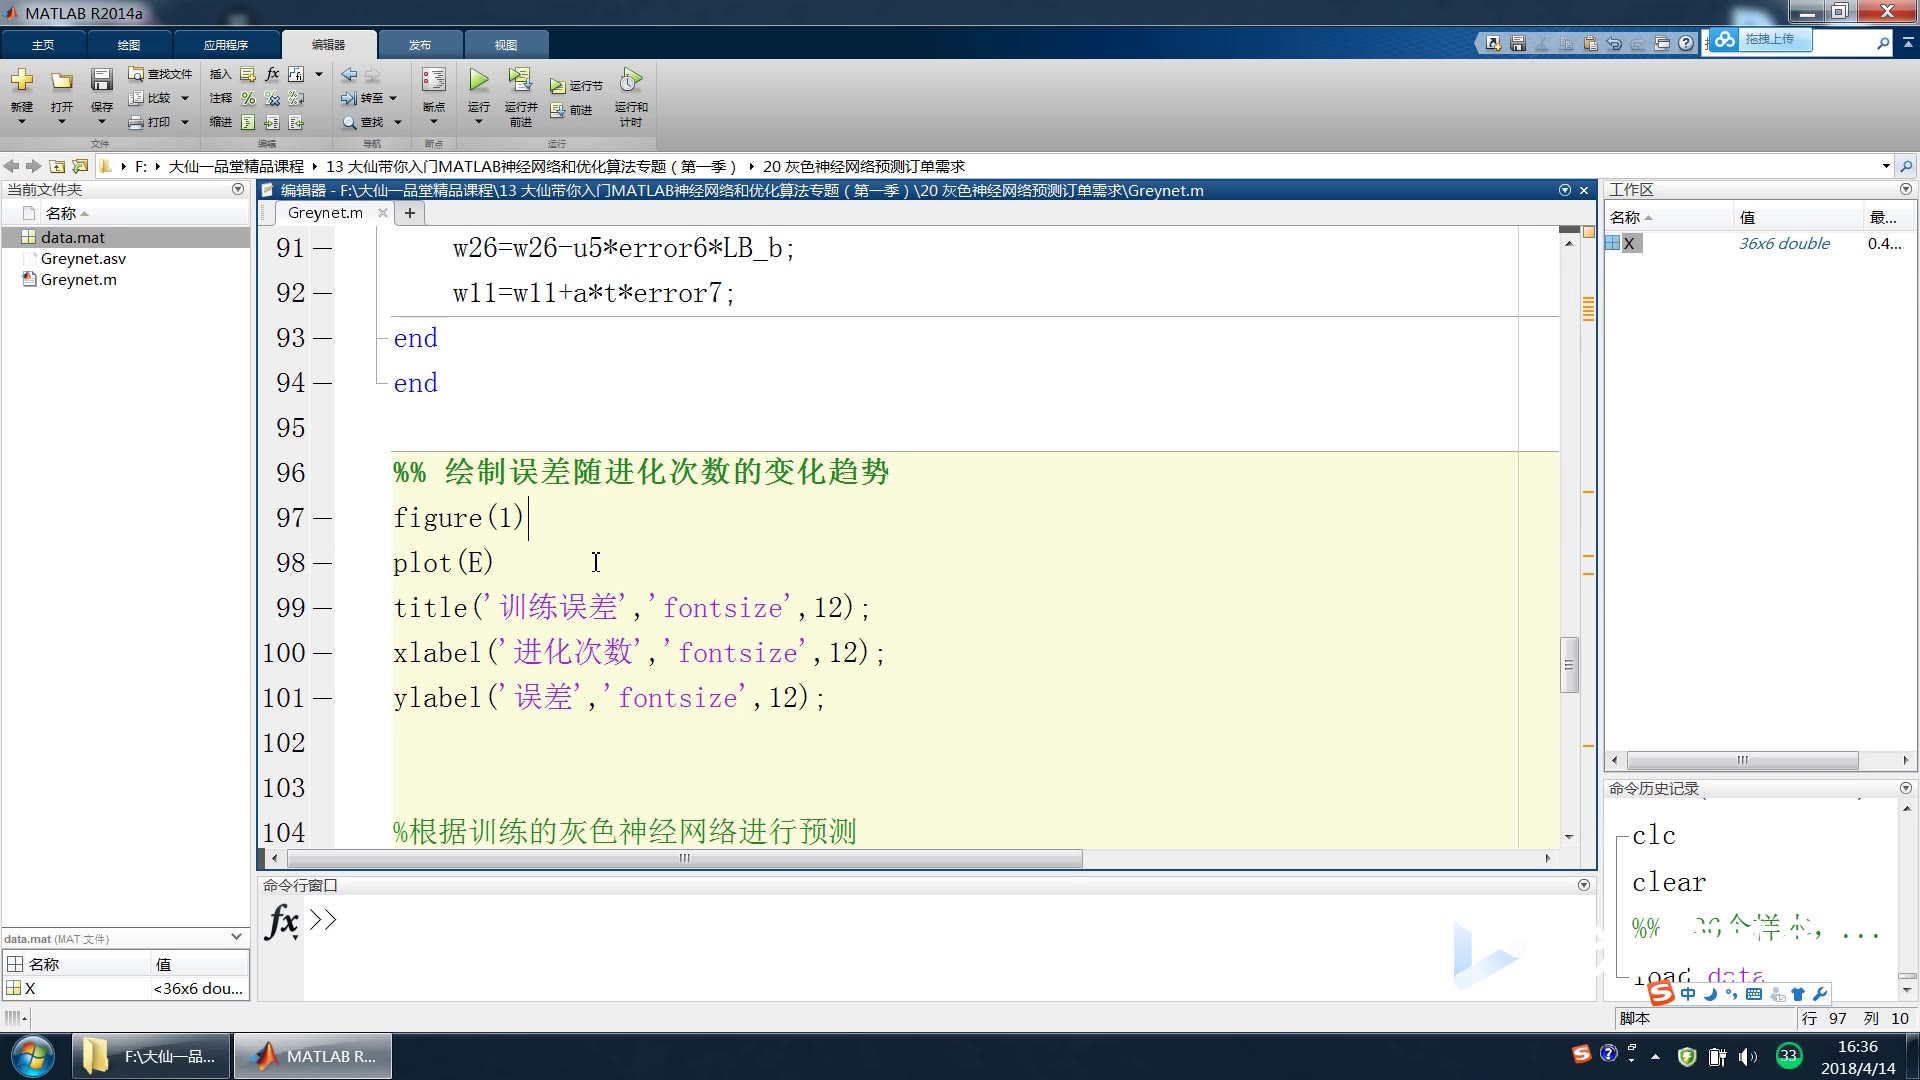 MATLAB R2014a
主页 绘图 应用程序 编辑器 发布 视图
拖拽上传
新建 打开 保存 查找文件 比较 打印
插入 注释 缩进
转至 查找
断点 运行 运行并前进 运行节 前进 运行和计时
文件 编辑 导航 断点 运行
F: 大仙一品堂精品课程 13 大仙带你入门MATLAB神经网络和优化算法专题（第一季） 20 灰色神经网络预测订单需求
当前文件夹
名称
data.mat
Greynet.asv
Greynet.m
data.mat (MAT 文件)
名称 值
X <36x6 dou...
编辑器 - F:\大仙一品堂精品课程\13 大仙带你入门MATLAB神经网络和优化算法专题（第一季）\20 灰色神经网络预测订单需求\Greynet.m
Greynet.m
91 w26=w26-u5*error6*LB_b;
92 w11=w11+a*t*error7;
93 end
94 end
95
96 %% 绘制误差随进化次数的变化趋势
97 figure(1)
98 plot(E)
99 title('训练误差','fontsize',12);
100 xlabel('进化次数','fontsize',12);
101 ylabel('误差','fontsize',12);
102
103
104 %根据训练的灰色神经网络进行预测
命令行窗口
fx >>
工作区
名称 值 最...
X 36x6 double 0.4...
命令历史记录
clc
clear
%% 36个样本，...
load data
中
脚本 行 97 列 10
F:\大仙一品... MATLAB R...
33
16:36
2018/4/14